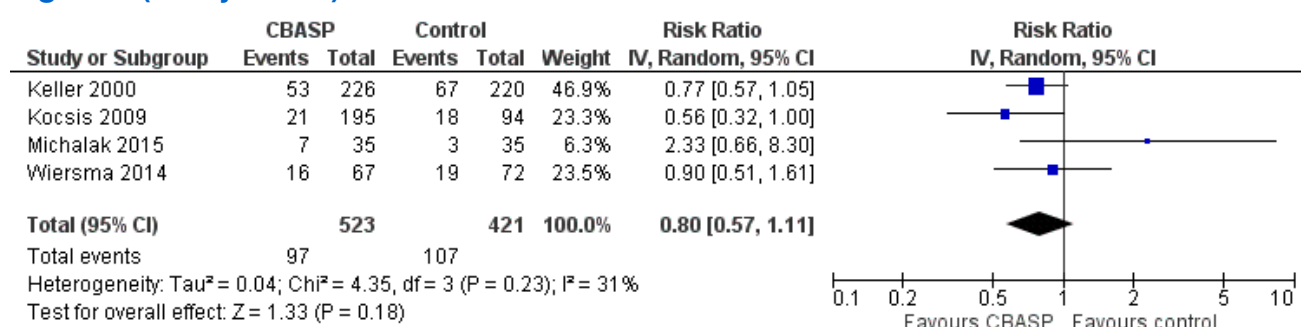 CBASP Control Risk Ratio Risk Ratio
Study or Subgroup Events Total Events Total Weight IV, Random, 95% CI IV, Random, 95% CI
Keller 2000 53 226 67 220 46.9% 0.77 [0.57, 1.05]
Kocsis 2009 21 195 18 94 23.3% 0.56 [0.32, 1.00]
Michalak 2015 7 35 3 35 6.3% 2.33 [0.66, 8.30]
Wiersma 2014 16 67 19 72 23.5% 0.90 [0.51, 1.61]
Total (95% CI) 523 421 100.0% 0.80 [0.57, 1.11]
Total events 97 107
Heterogeneity: Tau² = 0.04; Chi² = 4.35, df = 3 (P = 0.23); I² = 31%
Test for overall effect: Z = 1.33 (P = 0.18)
0.1 0.2 0.5 1 2 5 10
Favours CBASP Favours control